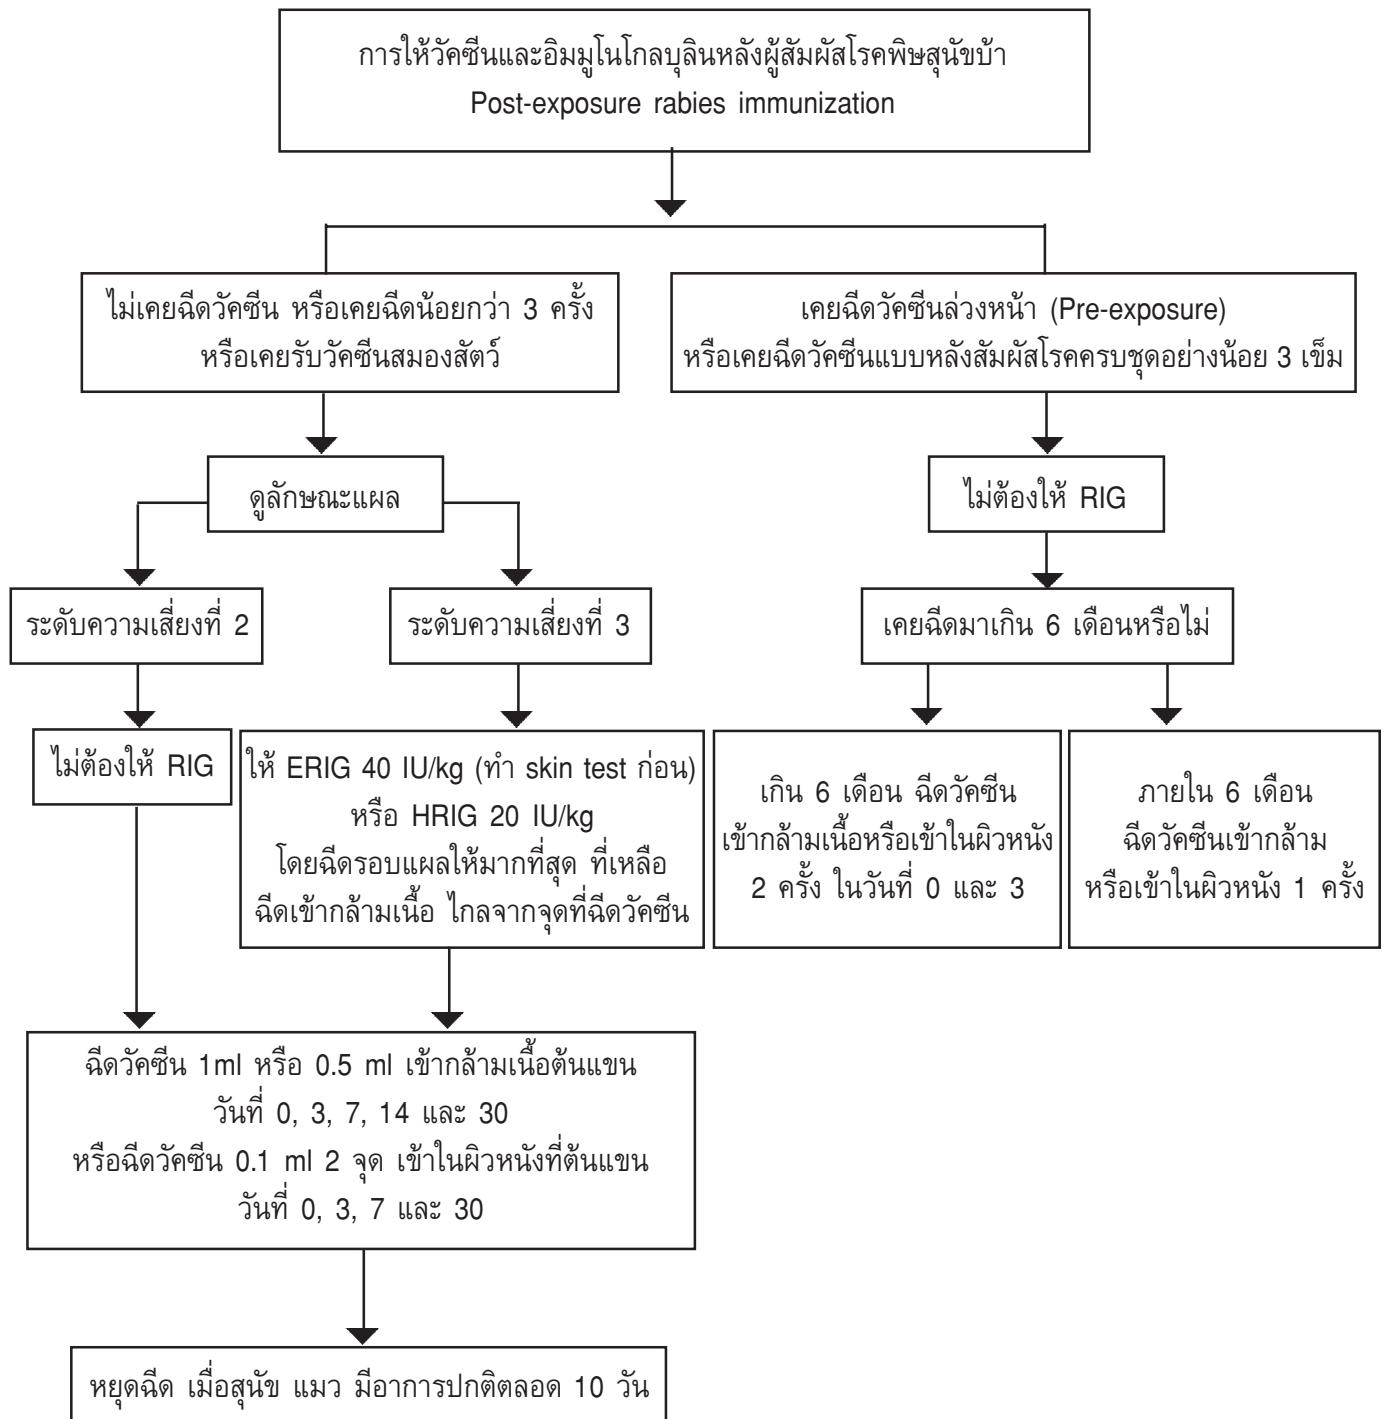 การให้วัคซีนและอิมมูโนโกลบุลินหลังผู้สัมผัสโรคพิษสุนัขบ้า
Post-exposure rabies immunization
ไม่เคยฉีดวัคซีน หรือเคยฉีดน้อยกว่า 3 ครั้ง
หรือเคยรับวัคซีนสมองสัตว์
เคยฉีดวัคซีนล่วงหน้า (Pre-exposure)
หรือเคยฉีดวัคซีนแบบหลังสัมผัสโรคครบชุดอย่างน้อย 3 เข็ม
ดูลักษณะแผล
ไม่ต้องให้ RIG
ระดับความเสี่ยงที่ 2
ระดับความเสี่ยงที่ 3
เคยฉีดมาเกิน 6 เดือนหรือไม่
ไม่ต้องให้ RIG
ให้ ERIG 40 IU/kg (ทำ skin test ก่อน)
หรือ HRIG 20 IU/kg
โดยฉีดรอบแผลให้มากที่สุด ที่เหลือ
ฉีดเข้ากล้ามเนื้อ ไกลจากจุดที่ฉีดวัคซีน
เกิน 6 เดือน ฉีดวัคซีน
เข้ากล้ามเนื้อหรือเข้าในผิวหนัง
2 ครั้ง ในวันที่ 0 และ 3
ภายใน 6 เดือน
ฉีดวัคซีนเข้ากล้าม
หรือเข้าในผิวหนัง 1 ครั้ง
ฉีดวัคซีน 1ml หรือ 0.5 ml เข้ากล้ามเนื้อต้นแขน
วันที่ 0, 3, 7, 14 และ 30
หรือฉีดวัคซีน 0.1 ml 2 จุด เข้าในผิวหนังที่ต้นแขน
วันที่ 0, 3, 7 และ 30
หยุดฉีด เมื่อสุนัข แมว มีอาการปกติตลอด 10 วัน